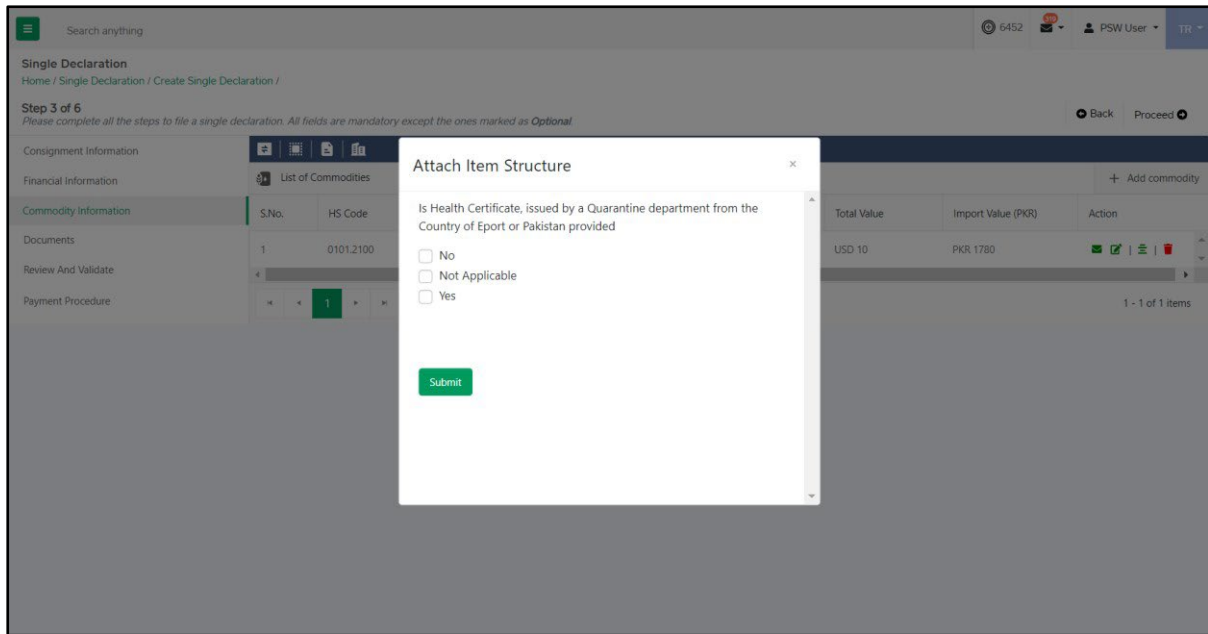 Search anything
6452
PSW User
TR
Single Declaration
Home / Single Declaration / Create Single Declaration /
Step 3 of 6
Please complete all the steps to file a single declaration. All fields are mandatory except the ones marked as Optional
Back
Proceed
Consignment Information
Financial Information
Commodity Information
Documents
Review And Validate
Payment Procedure
List of Commodities
+ Add commodity
S.No.
HS Code
Total Value
Import Value (PKR)
Action
1
0101.2100
USD 10
PKR 1780
1
1 - 1 of 1 items
Attach Item Structure
×
Is Health Certificate, issued by a Quarantine department from the
Country of Eport or Pakistan provided
No
Not Applicable
Yes
Submit